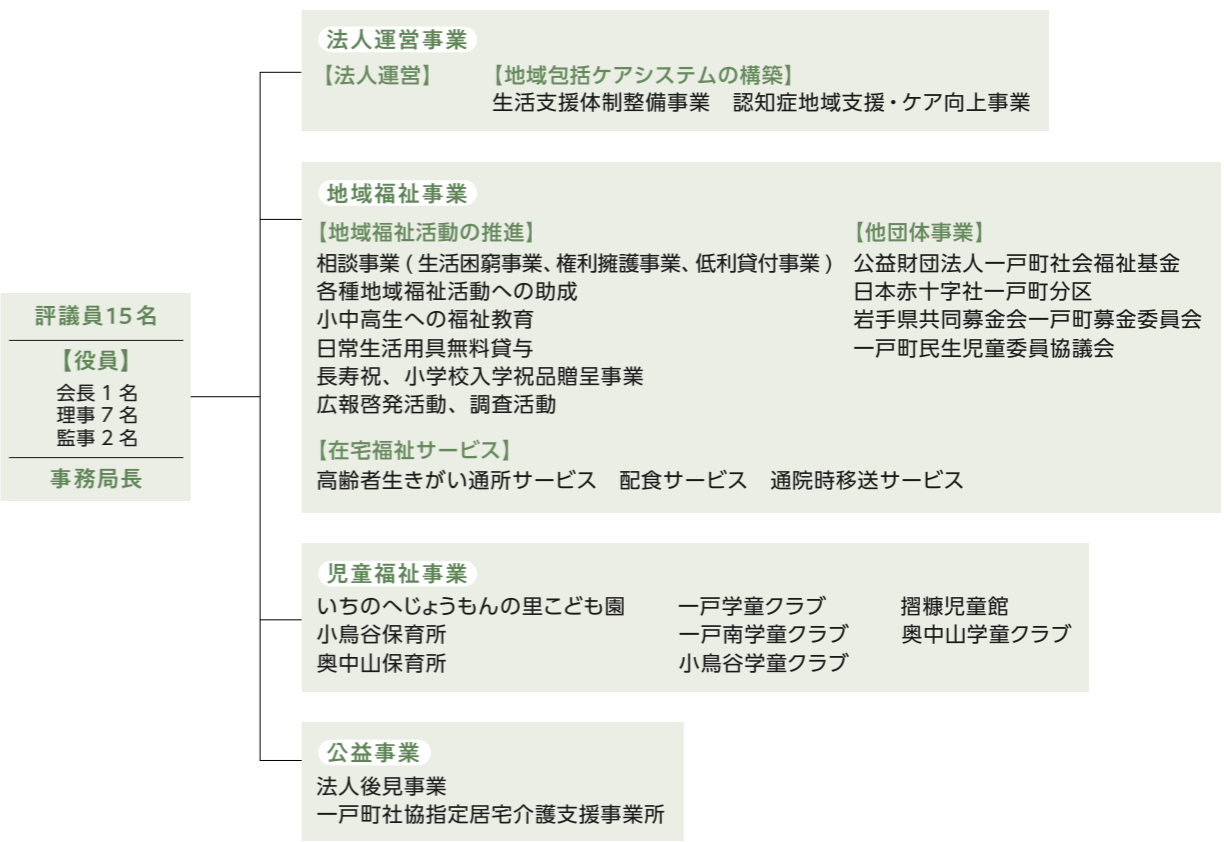 評議員15名
【役員】
会長 1 名
理事 7 名
監事 2 名
事務局長
法人運営事業
【法人運営】 【地域包括ケアシステムの構築】
生活支援体制整備事業 認知症地域支援・ケア向上事業
地域福祉事業
【地域福祉活動の推進】
相談事業 ( 生活困窮事業、権利擁護事業、低利貸付事業 )
各種地域福祉活動への助成
小中高生への福祉教育
日常生活用具無料貸与
長寿祝、小学校入学祝品贈呈事業
広報啓発活動、調査活動
【他団体事業】
公益財団法人一戸町社会福祉基金
日本赤十字社一戸町分区
岩手県共同募金会一戸町募金委員会
一戸町民生児童委員協議会
【在宅福祉サービス】
高齢者生きがい通所サービス 配食サービス 通院時移送サービス
児童福祉事業
いちのへじょうもんの里こども園
小鳥谷保育所
奥中山保育所
一戸学童クラブ
一戸南学童クラブ
小鳥谷学童クラブ
摺糠児童館
奥中山学童クラブ
公益事業
法人後見事業
一戸町社協指定居宅介護支援事業所